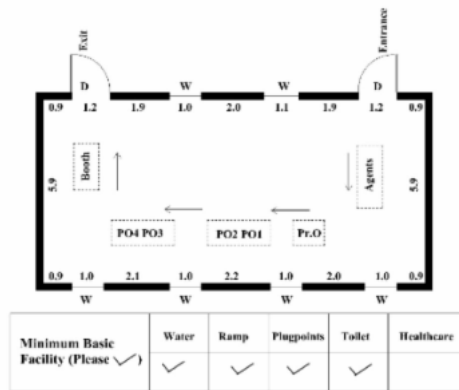 Exit
Entrance
D W W D
0.9 1.2 1.9 1.0 2.0 1.1 1.9 1.2 0.9
5.9 Booth Agents 5.9
PO4 PO3 PO2 PO1 Pr.O
0.9 1.0 2.1 1.0 2.2 1.0 2.0 1.0 0.9
W W W W
Minimum Basic
Facility (Please ✓)
Water Ramp Plugpoints Toilet Healthcare
✓ ✓ ✓ ✓